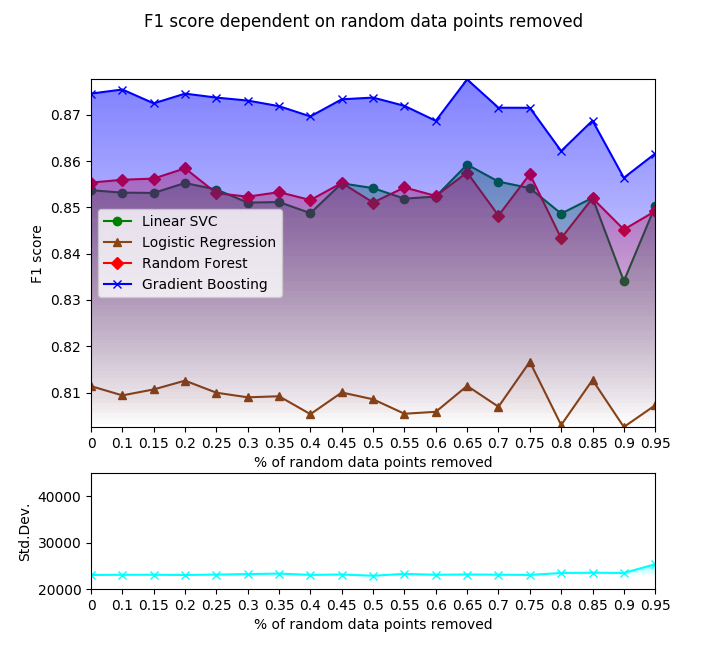 F1 score dependent on random data points removed
0.87
0.86
0.85
0.84
0.83
0.82
0.81
F1 score
Linear SVC
Logistic Regression
Random Forest
Gradient Boosting
0 0.1 0.15 0.2 0.25 0.3 0.35 0.4 0.45 0.5 0.55 0.6 0.65 0.7 0.75 0.8 0.85 0.9 0.95
% of random data points removed
40000
30000
20000
Std.Dev.
0 0.1 0.15 0.2 0.25 0.3 0.35 0.4 0.45 0.5 0.55 0.6 0.65 0.7 0.75 0.8 0.85 0.9 0.95
% of random data points removed